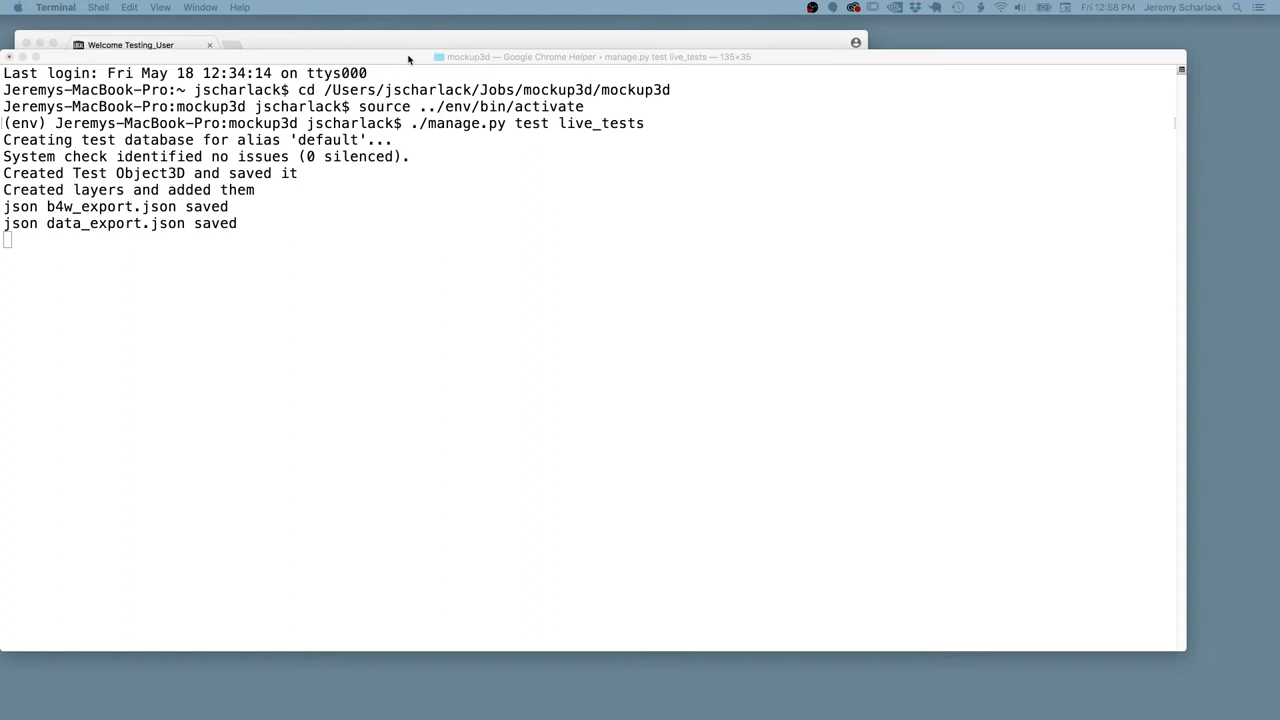 Terminal Shell Edit View Window Help Fri 12:58 PM Jeremy Scharlack
Welcome Testing_User
mockup3d — Google Chrome Helper • manage.py test live_tests — 135×35
Last login: Fri May 18 12:34:14 on ttys000
Jeremys-MacBook-Pro:~ jscharlack$ cd /Users/jscharlack/Jobs/mockup3d/mockup3d
Jeremys-MacBook-Pro:mockup3d jscharlack$ source ../env/bin/activate
(env) Jeremys-MacBook-Pro:mockup3d jscharlack$ ./manage.py test live_tests
Creating test database for alias 'default'...
System check identified no issues (0 silenced).
Created Test Object3D and saved it
Created layers and added them
json b4w_export.json saved
json data_export.json saved